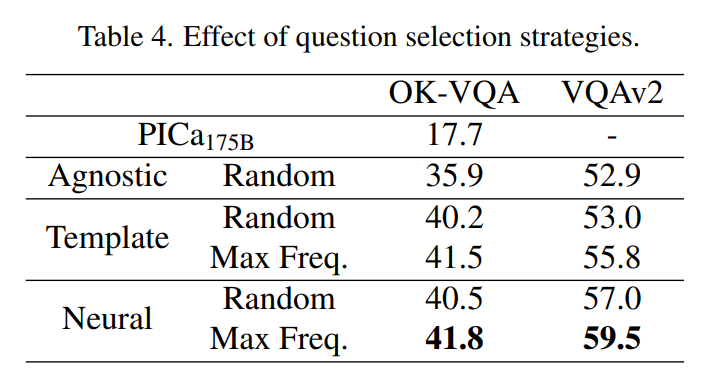 Table 4. Effect of question selection strategies.
OK-VQA VQAv2
PICa175B 17.7 -
Agnostic Random 35.9 52.9
Template Random 40.2 53.0
Max Freq. 41.5 55.8
Neural Random 40.5 57.0
Max Freq. 41.8 59.5